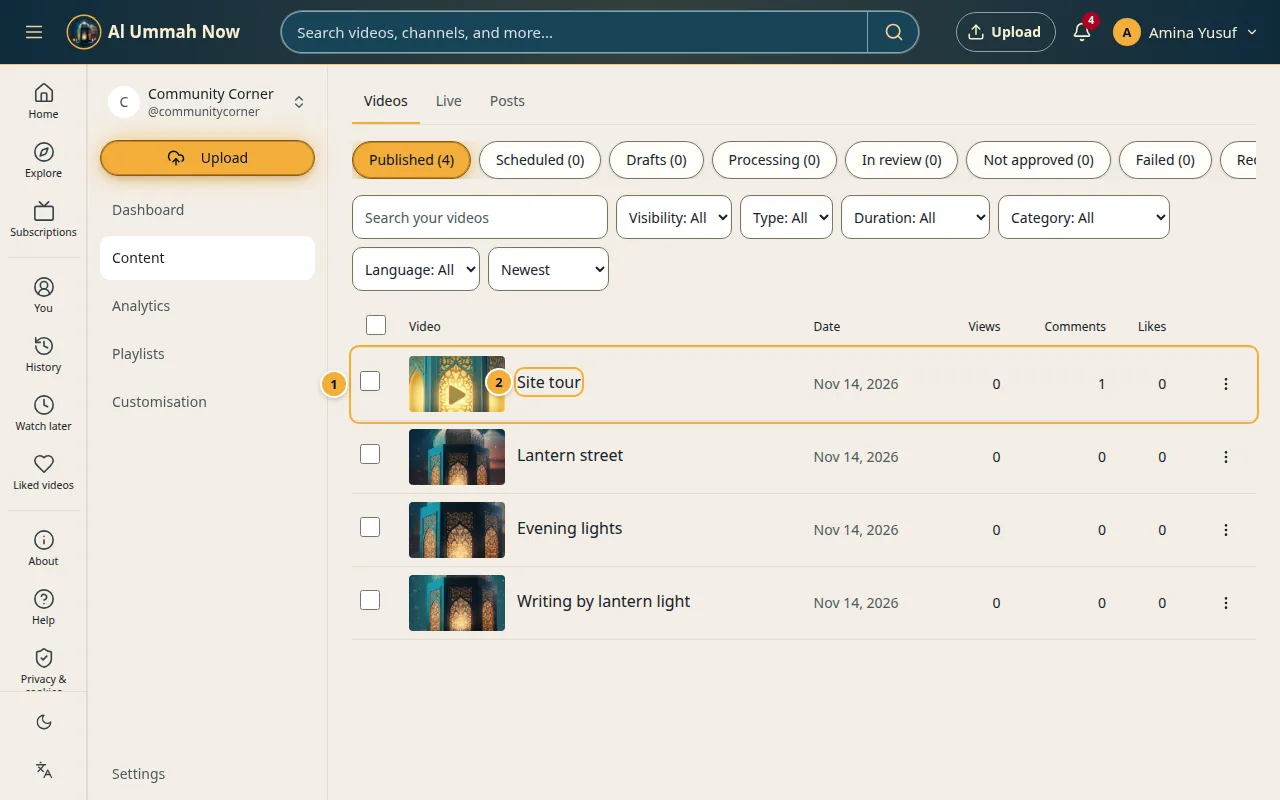 Al Ummah Now
Search videos, channels, and more...
Upload
4
A
Amina Yusuf
Home
Explore
Subscriptions
You
History
Watch later
Liked videos
About
Help
Privacy &
cookies
C
Community Corner
@communitycorner
Upload
Dashboard
Content
Analytics
Playlists
Customisation
Settings
Videos Live Posts
Published (4) Scheduled (0) Drafts (0) Processing (0) In review (0) Not approved (0) Failed (0)
Search your videos Visibility: All Type: All Duration: All Category: All
Language: All Newest
Video Date Views Comments Likes
1 2 Site tour Nov 14, 2026 0 1 0
Lantern street Nov 14, 2026 0 0 0
Evening lights Nov 14, 2026 0 0 0
Writing by lantern light Nov 14, 2026 0 0 0